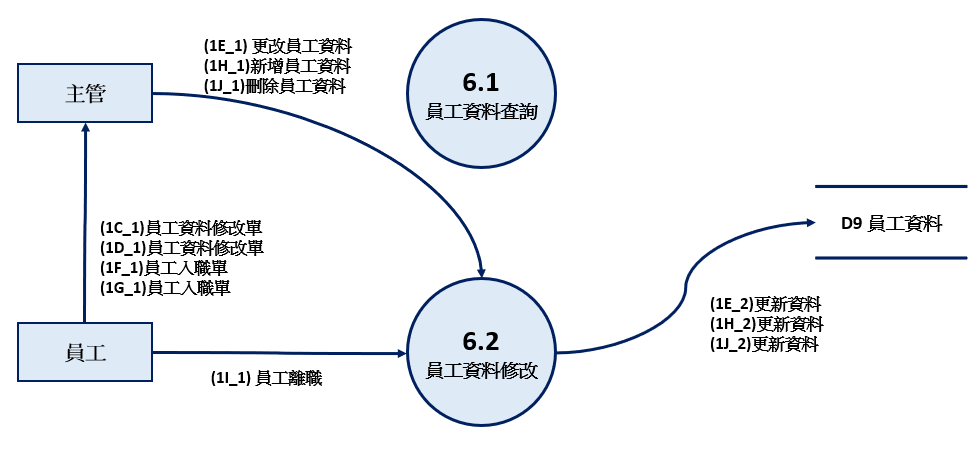 (1E_1) 更改員工資料
(1H_1)新增員工資料
(1J_1)刪除員工資料
主管
6.1
員工資料查詢
(1C_1)員工資料修改單
(1D_1)員工資料修改單
(1F_1)員工入職單
(1G_1)員工入職單
D9 員工資料
(1E_2)更新資料
(1H_2)更新資料
(1J_2)更新資料
員工
6.2
員工資料修改
(1I_1) 員工離職